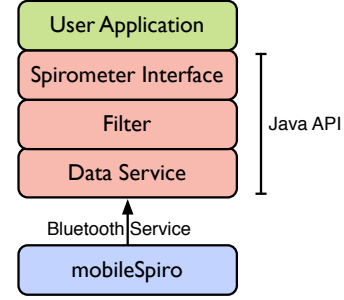 User Application
Spirometer Interface
Filter
Java API
Data Service
Bluetooth Service
mobileSpiro